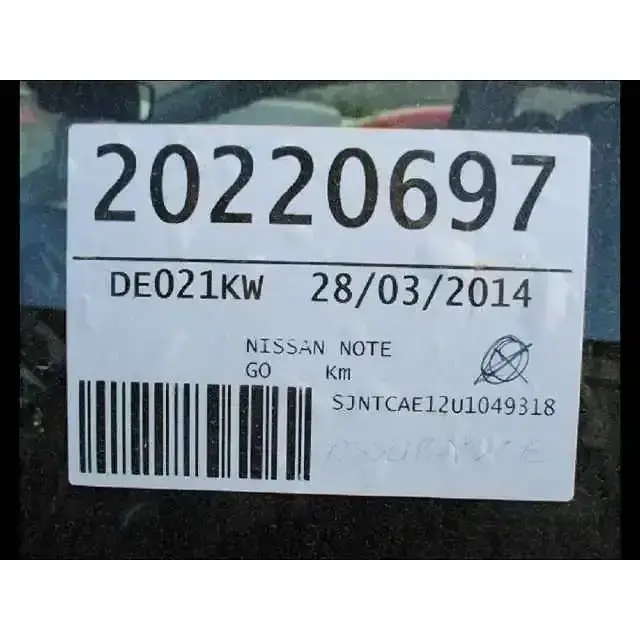 20220697
DE021KW 28/03/2014
NISSAN NOTE
GO Km
SJNTCAE12U1049318